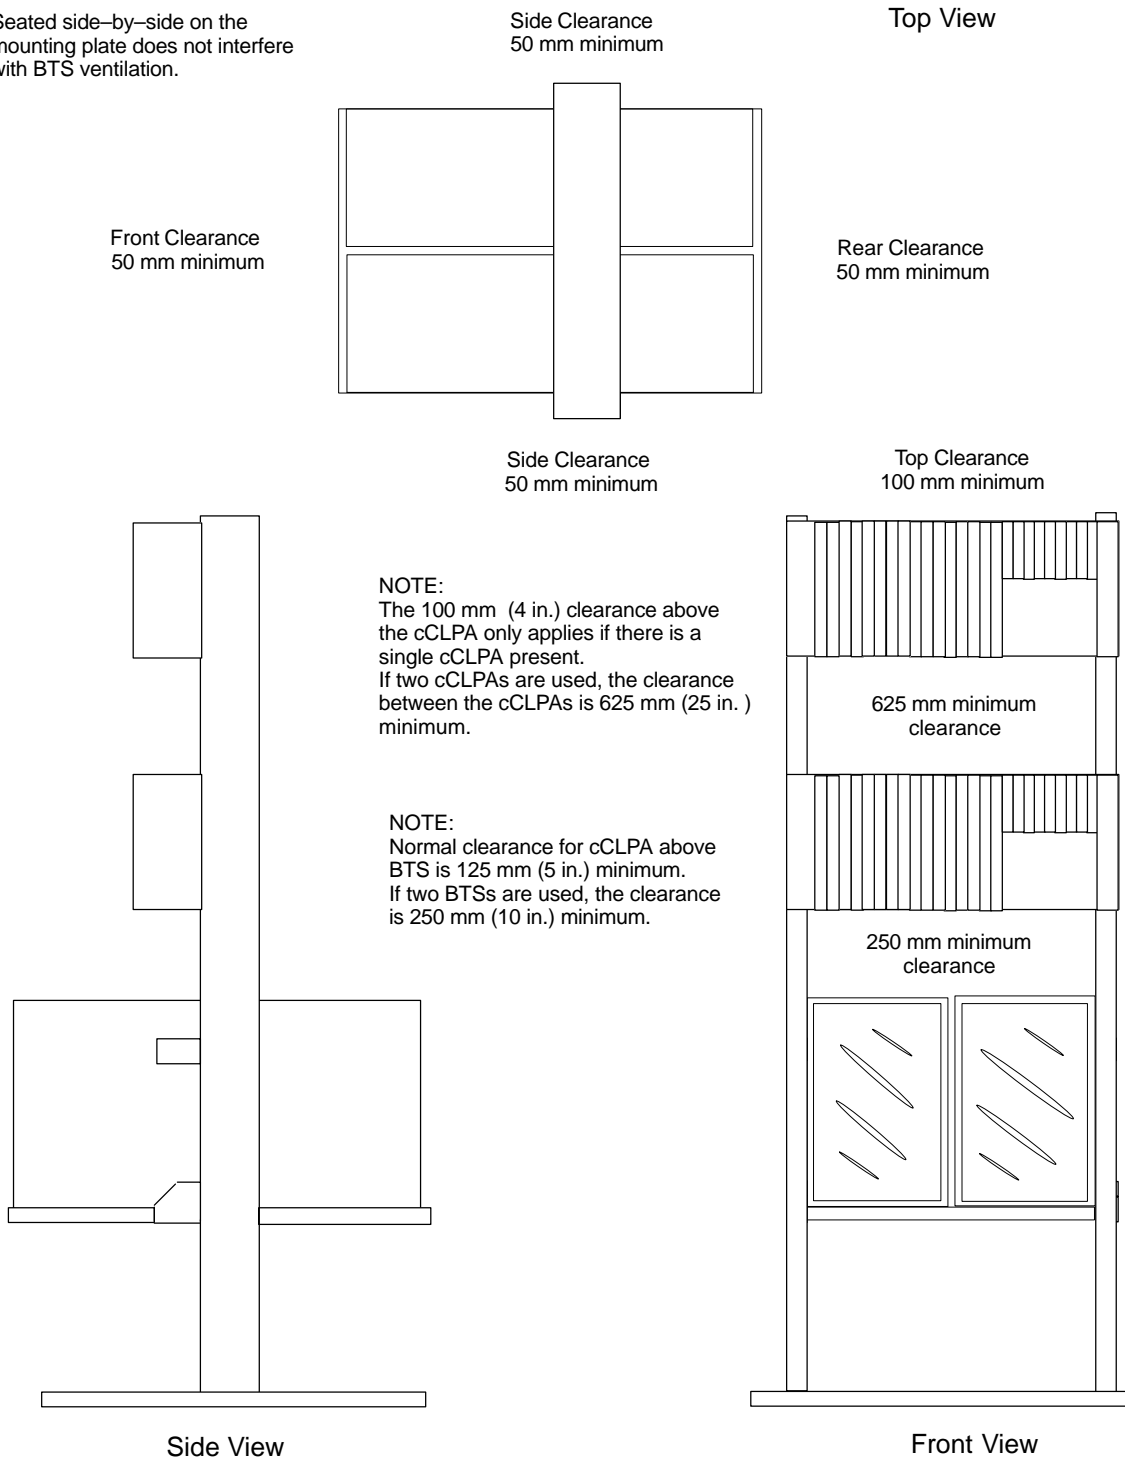 Seated side–by–side on the
mounting plate does not interfere
with BTS ventilation.
Side Clearance
50 mm minimum
Top View
Front Clearance
50 mm minimum
Rear Clearance
50 mm minimum
Side Clearance
50 mm minimum
Top Clearance
100 mm minimum
NOTE:
The 100 mm (4 in.) clearance above
the cCLPA only applies if there is a
single cCLPA present.
If two cCLPAs are used, the clearance
between the cCLPAs is 625 mm (25 in. )
minimum.
625 mm minimum
clearance
NOTE:
Normal clearance for cCLPA above
BTS is 125 mm (5 in.) minimum.
If two BTSs are used, the clearance
is 250 mm (10 in.) minimum.
250 mm minimum
clearance
Side View
Front View